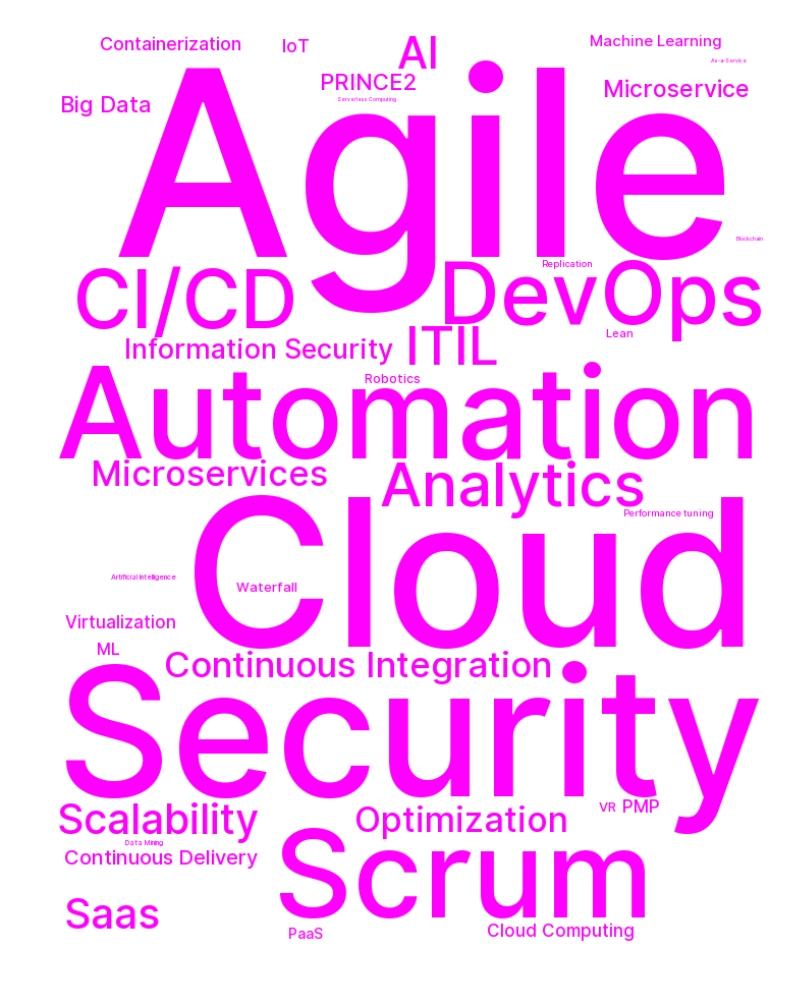 Containerization
IoT
AI
Machine Learning
As-a-Service
PRINCE2
Microservice
Serverless Computing
Big Data
Agile
Blockchain
CI/CD
DevOps
Replication
Lean
Information Security
ITIL
Robotics
Automation
Microservices
Analytics
Performance tuning
Cloud
Artificial Intelligence
Waterfall
Virtualization
ML
Continuous Integration
Security
Scalability
Optimization
VR
PMP
Data Mining
Continuous Delivery
Scrum
Saas
PaaS
Cloud Computing